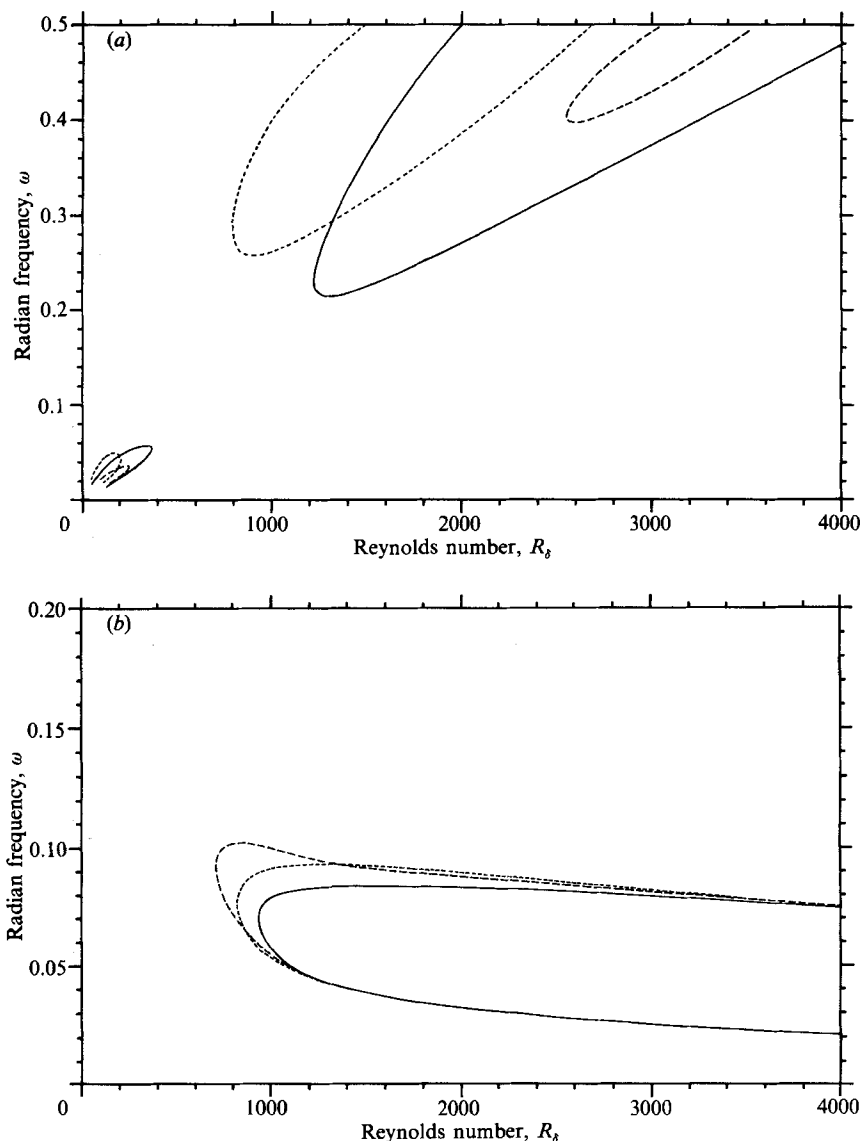 (a)
0.5
0.4
0.3
0.2
0.1
Radian frequency, ω
0 1000 2000 3000 4000
Reynolds number, R_δ
(b)
0.20
0.15
0.10
0.05
Radian frequency, ω
0 1000 2000 3000 4000
Reynolds number, R_δ